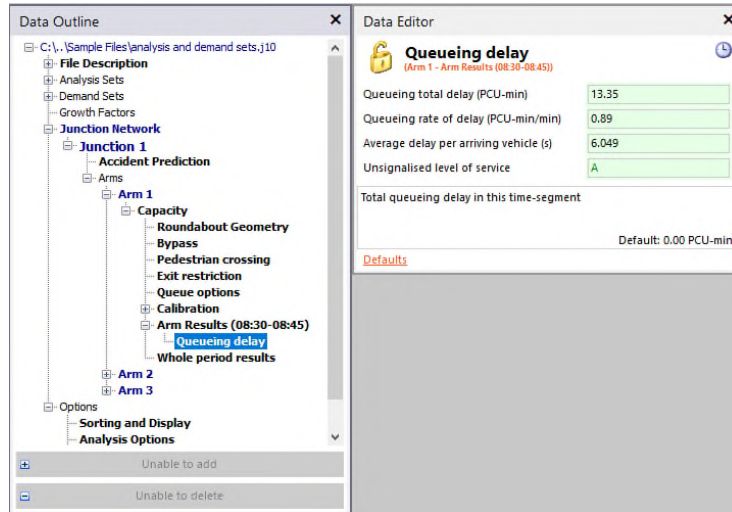 Data Outline
C:\..\Sample Files\analysis and demand sets.j10
File Description
Analysis Sets
Demand Sets
Growth Factors
Junction Network
Junction 1
Accident Prediction
Arms
Arm 1
Capacity
Roundabout Geometry
Bypass
Pedestrian crossing
Exit restriction
Queue options
Calibration
Arm Results (08:30-08:45)
Queueing delay
Whole period results
Arm 2
Arm 3
Options
Sorting and Display
Analysis Options
Unable to add
Unable to delete
Data Editor
Queueing delay
(Arm 1 - Arm Results (08:30-08:45))
Queueing total delay (PCU-min) 13.35
Queueing rate of delay (PCU-min/min) 0.89
Average delay per arriving vehicle (s) 6.049
Unsignalised level of service A
Total queueing delay in this time-segment
Default: 0.00 PCU-min
Defaults